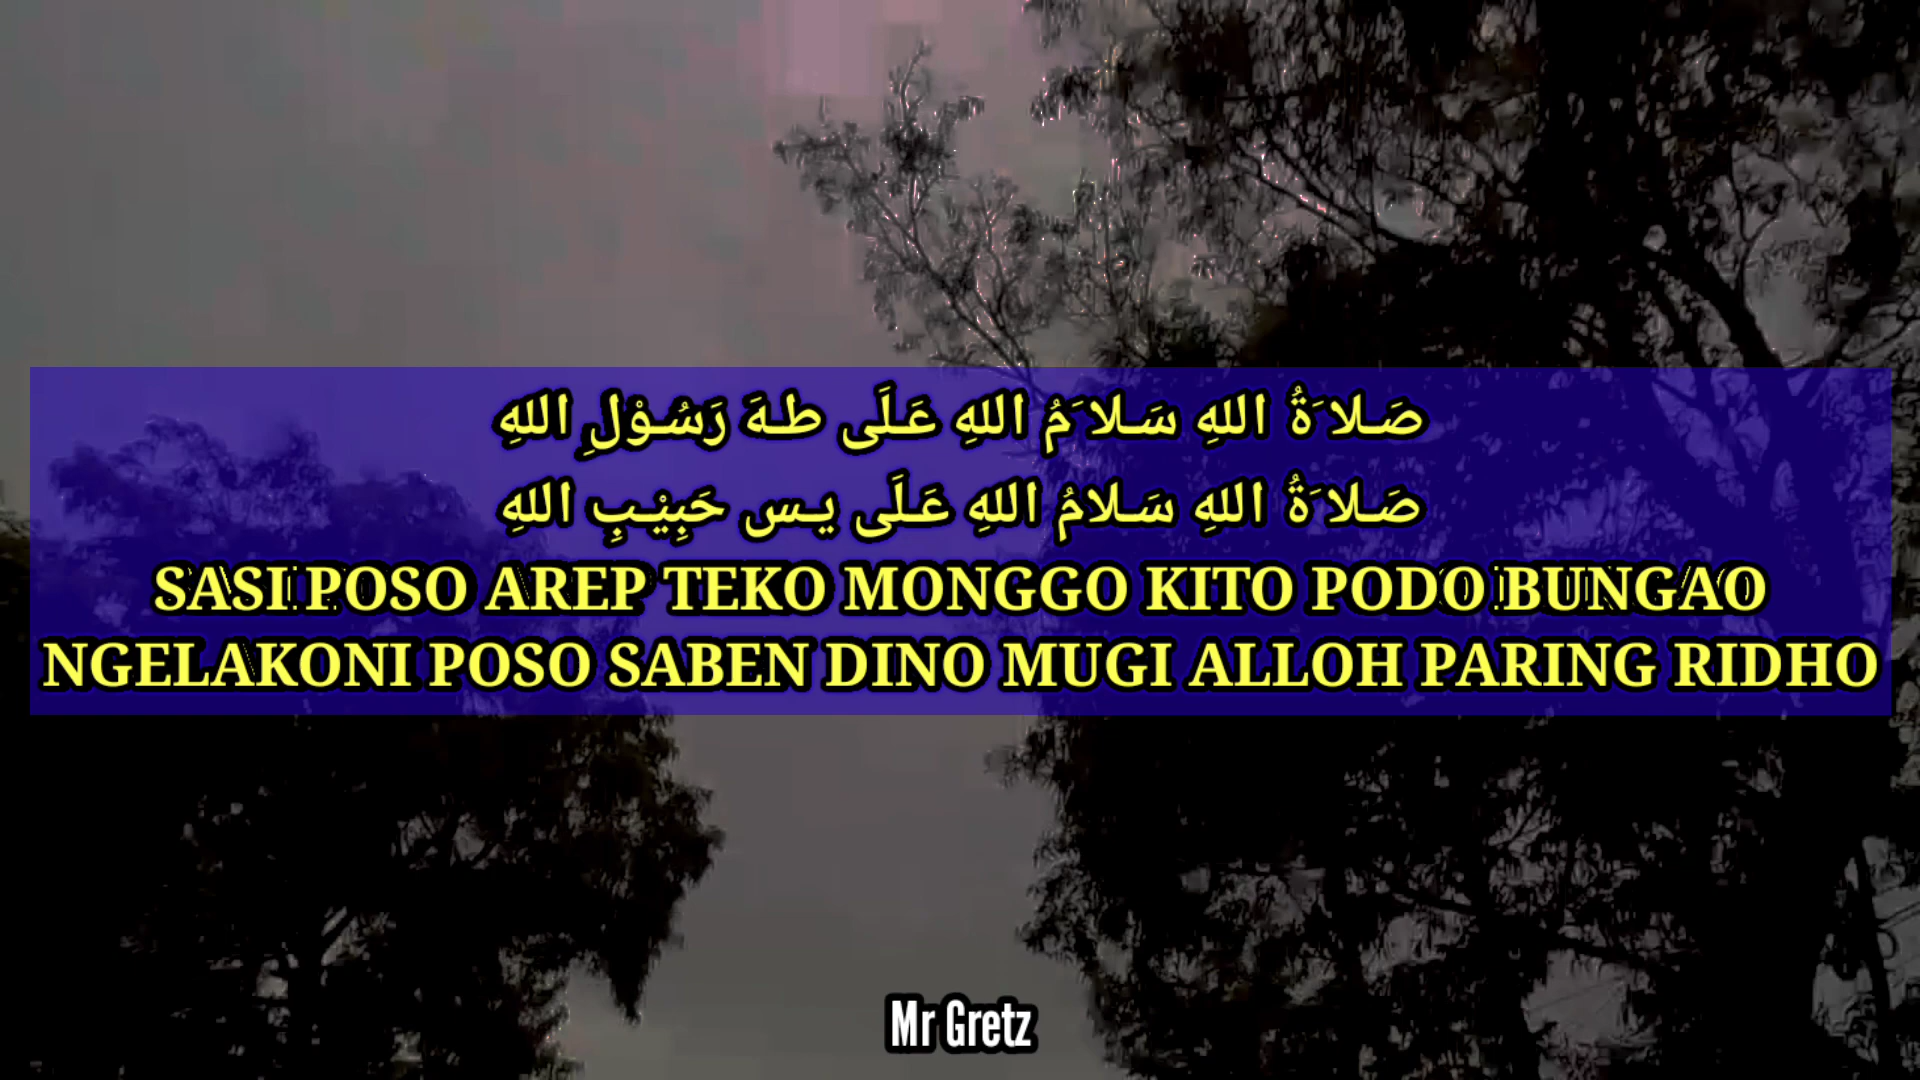 صَلاَةُ اللهِ سَلاَمُ اللهِ عَلَى طهَ رَسُوْلِ اللهِ
صَلاَةُ اللهِ سَلامُ اللهِ عَلَى يس حَبِيْبِ اللهِ
SASI POSO AREP TEKO MONGGO KITO PODO BUNGAO
NGELAKONI POSO SABEN DINO MUGI ALLOH PARING RIDHO
Mr Gretz